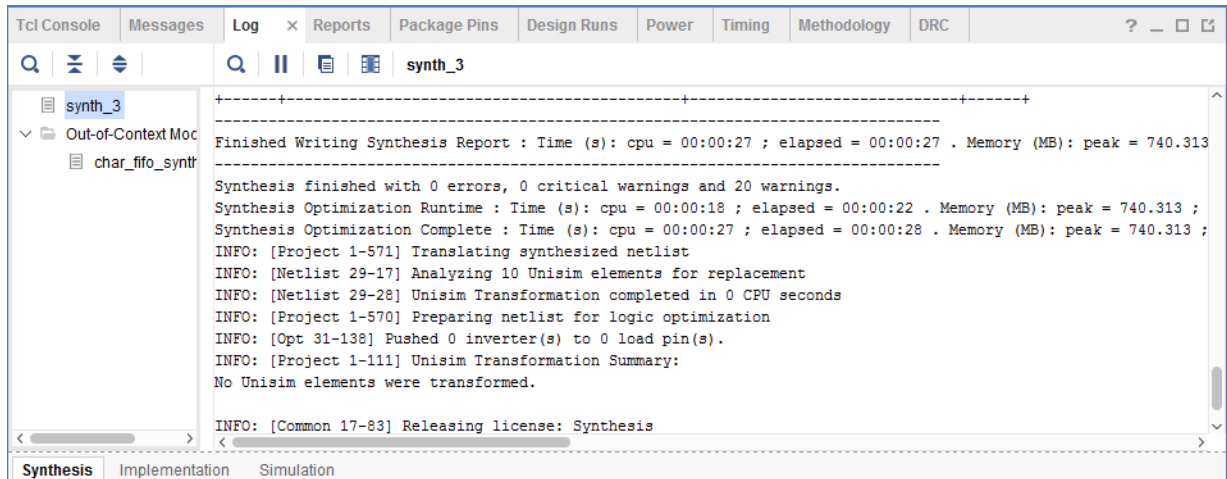 Tcl Console Messages Log × Reports Package Pins Design Runs Power Timing Methodology DRC ?
synth_3
synth_3
Out-of-Context Moc
char_fifo_synth
+------+--------------------------------------------+------------------------------+------+
---------------------------------------------------------------------------------
Finished Writing Synthesis Report : Time (s): cpu = 00:00:27 ; elapsed = 00:00:27 . Memory (MB): peak = 740.313
---------------------------------------------------------------------------------
Synthesis finished with 0 errors, 0 critical warnings and 20 warnings.
Synthesis Optimization Runtime : Time (s): cpu = 00:00:18 ; elapsed = 00:00:22 . Memory (MB): peak = 740.313 ;
Synthesis Optimization Complete : Time (s): cpu = 00:00:27 ; elapsed = 00:00:28 . Memory (MB): peak = 740.313 ;
INFO: [Project 1-571] Translating synthesized netlist
INFO: [Netlist 29-17] Analyzing 10 Unisim elements for replacement
INFO: [Netlist 29-28] Unisim Transformation completed in 0 CPU seconds
INFO: [Project 1-570] Preparing netlist for logic optimization
INFO: [Opt 31-138] Pushed 0 inverter(s) to 0 load pin(s).
INFO: [Project 1-111] Unisim Transformation Summary:
No Unisim elements were transformed.
INFO: [Common 17-83] Releasing license: Synthesis
Synthesis Implementation Simulation